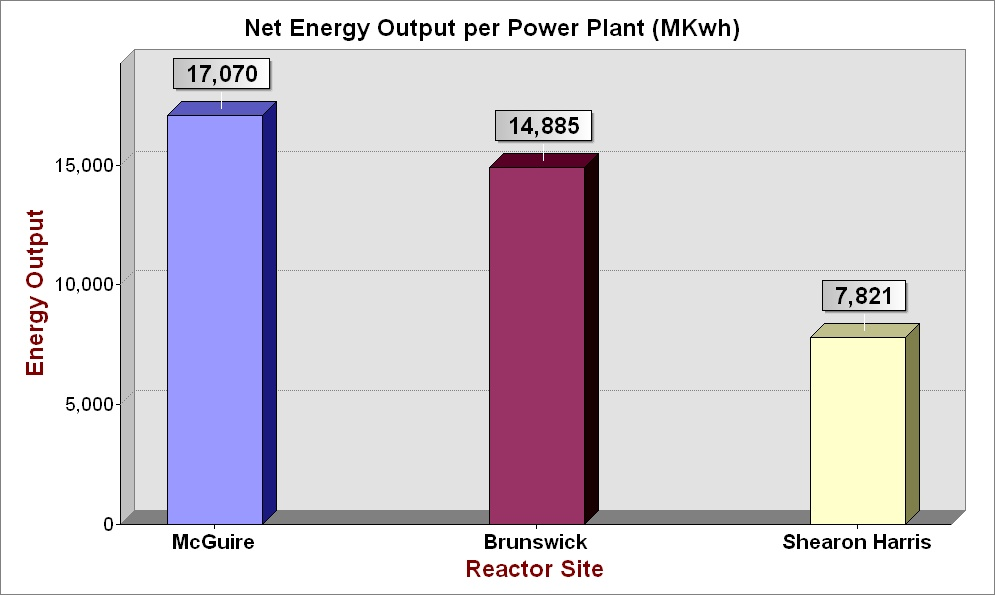 Net Energy Output per Power Plant (MKwh)
17,070
14,885
7,821
15,000
10,000
5,000
0
Energy Output
McGuire
Brunswick
Shearon Harris
Reactor Site